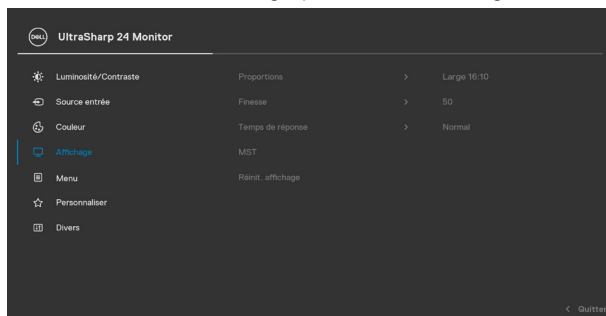 DELL UltraSharp 24 Monitor
Luminosité/Contraste Proportions > Large 16:10
Source entrée Finesse > 50
Couleur Temps de réponse > Normal
Affichage MST
Menu Réinit. affichage
Personnaliser
Divers
< Quitter